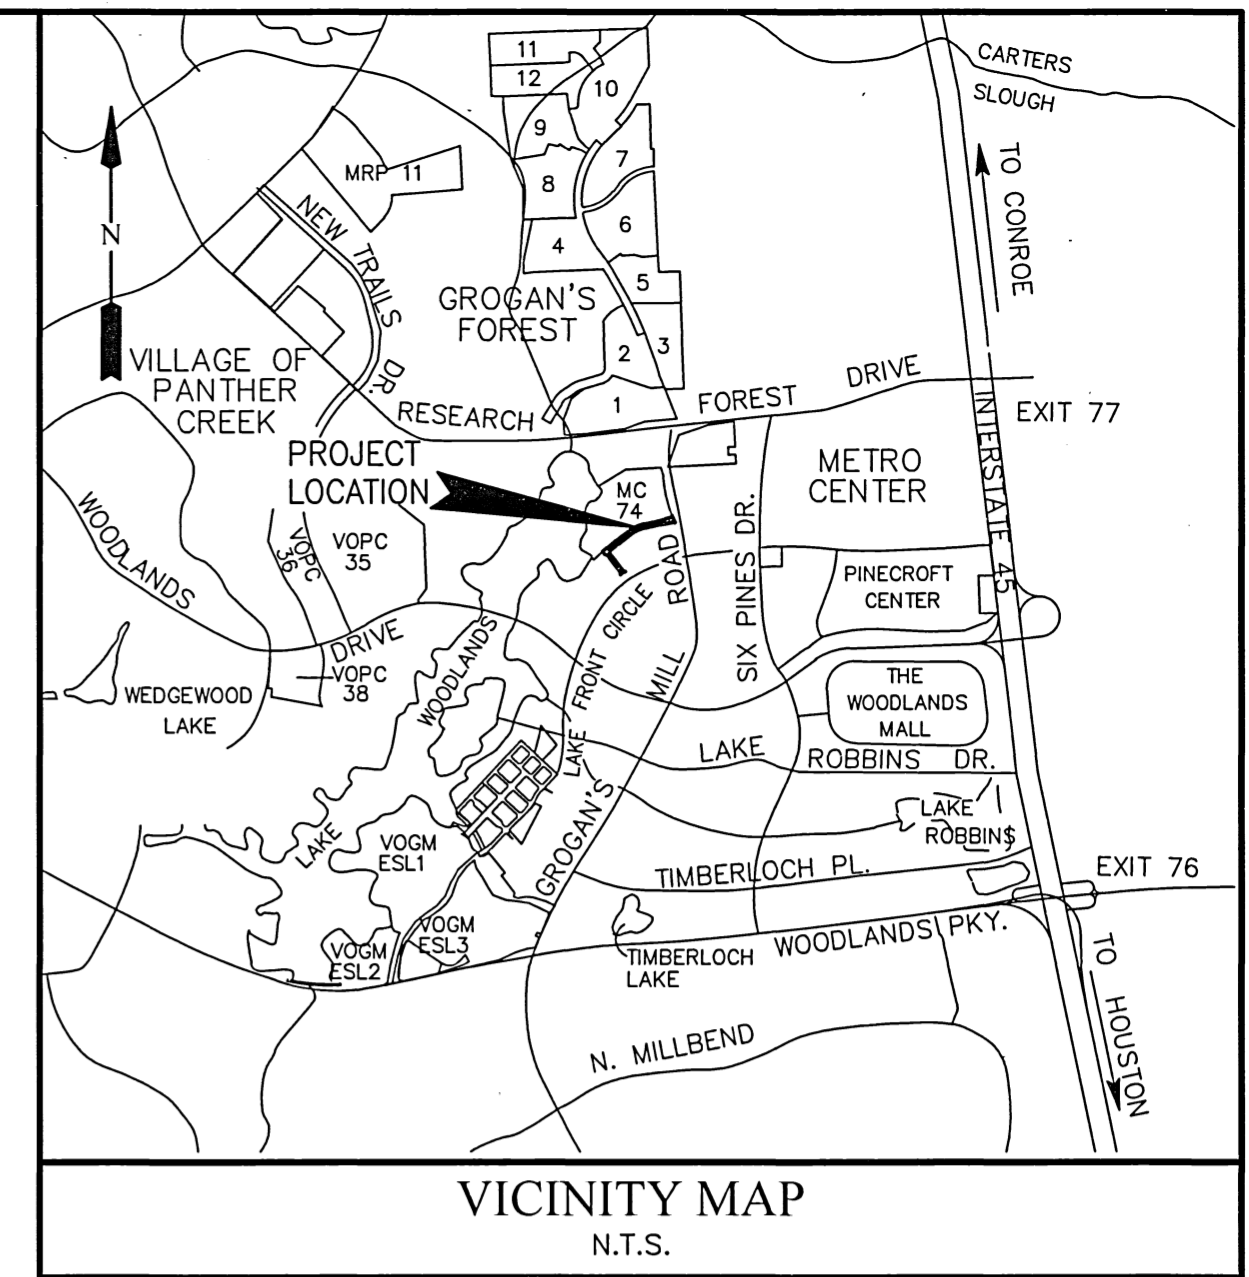 CARTERS
SLOUGH
11
12
10
9
7
8
6
4
5
2
3
1
MRP 11
N
NEW TRAILS DR.
TO CONROE
GROGAN'S
FOREST
VILLAGE OF
PANTHER
CREEK
RESEARCH FOREST DRIVE
INTERSTATE 45
EXIT 77
PROJECT
LOCATION
METRO
CENTER
MC
74
WOODLANDS DRIVE
VOPC
36
VOPC
35
VOPC
38
SIX PINES DR.
PINECROFT
CENTER
WEDGEWOOD
LAKE
LAKE WOODLANDS
LAKE FRONT CIRCLE
GROGAN'S MILL ROAD
THE
WOODLANDS
MALL
LAKE ROBBINS DR.
LAKE
ROBBINS
VOGM
ESL1
TIMBERLOCH PL.
EXIT 76
VOGM
ESL3
VOGM
ESL2
TIMBERLOCH
LAKE
WOODLANDS PKY.
TO HOUSTON
N. MILLBEND
VICINITY MAP
N.T.S.